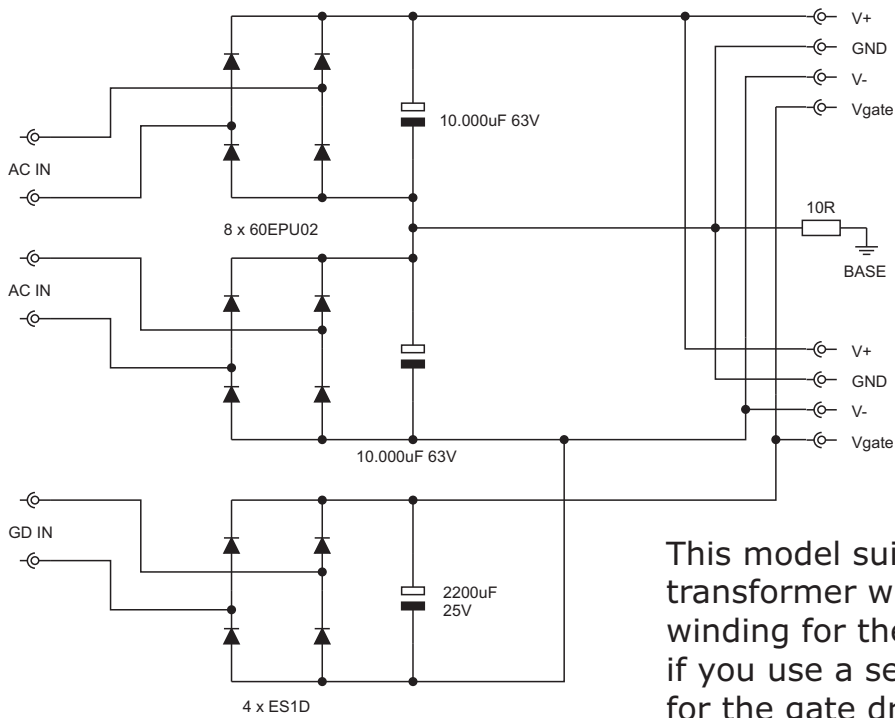 V+
GND
V-
Vgate
10.000uF 63V
AC IN
10R
8 x 60EPU02
BASE
AC IN
V+
GND
V-
Vgate
10.000uF 63V
GD IN
2200uF
25V
4 x ES1D
This model sui
transformer w
winding for the
if you use a se
for the gate dr